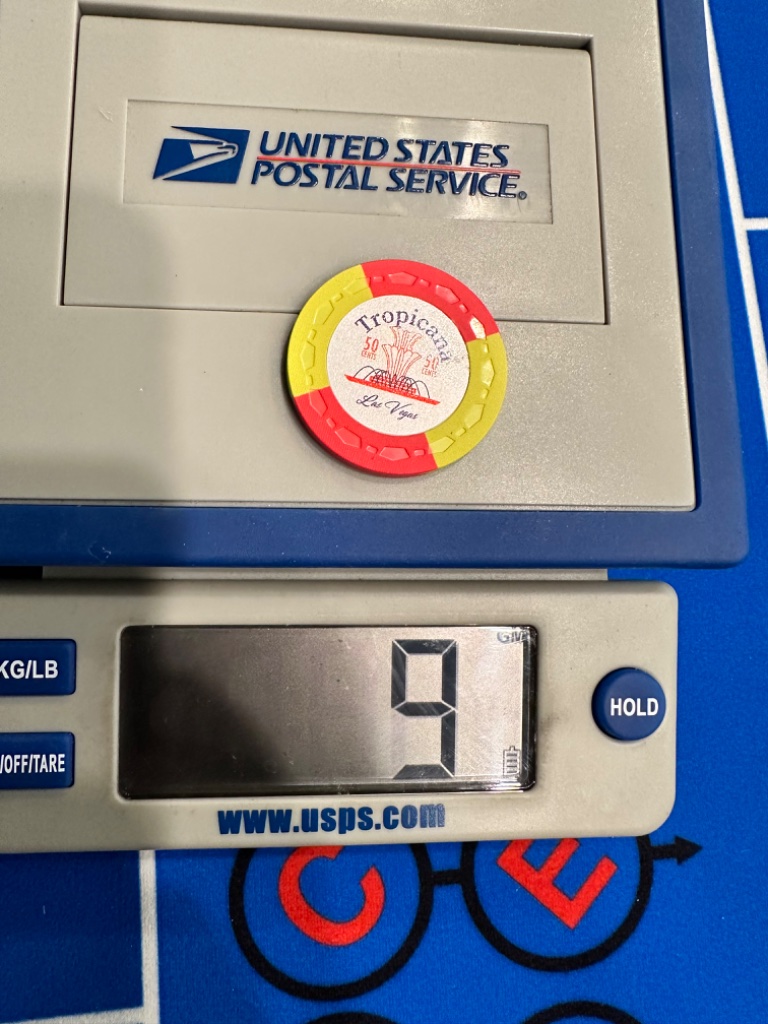 UNITED STATES
POSTAL SERVICE®
Tropicana
50 50
CENTS CENTS
Las Vegas
GM
9
KG/LB
HOLD
/OFF/TARE
www.usps.com
C E